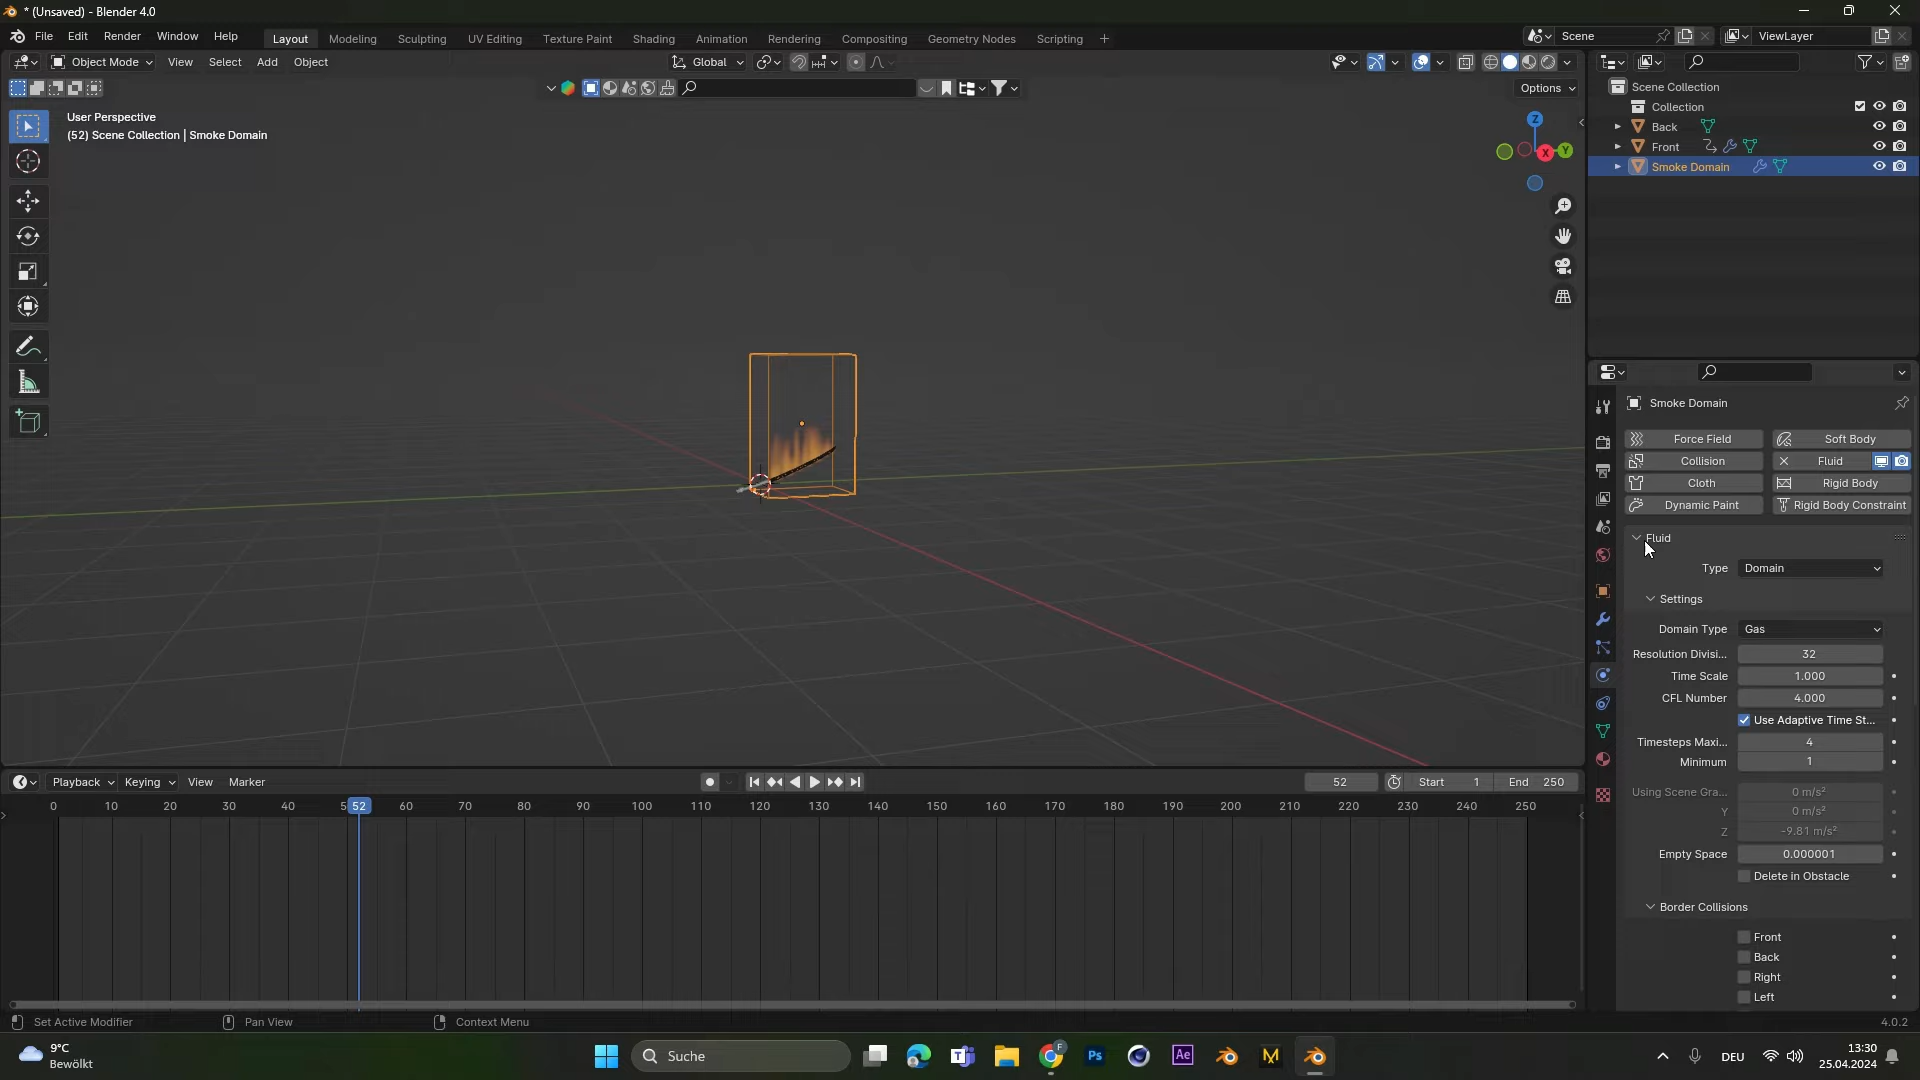 * (Unsaved) - Blender 4.0
File Edit Render Window Help Layout Modeling Sculpting UV Editing Texture Paint Shading Animation Rendering Compositing Geometry Nodes Scripting + Scene ViewLayer
Object Mode View Select Add Object Global
Options
User Perspective
(52) Scene Collection | Smoke Domain
Z
X Y
Scene Collection
Collection
Back
Front
Smoke Domain
Smoke Domain
Force Field Soft Body
Collision Fluid
Cloth Rigid Body
Dynamic Paint Rigid Body Constraint
Fluid
Type Domain
Settings
Domain Type Gas
Resolution Divisi... 32
Time Scale 1.000
CFL Number 4.000
Use Adaptive Time St...
Timesteps Maxi... 4
Minimum 1
Using Scene Gra... 0 m/s²
Y 0 m/s²
Z -9.81 m/s²
Empty Space 0.000001
Delete in Obstacle
Border Collisions
Front
Back
Right
Left
Playback Keying View Marker 52 Start 1 End 250
0 10 20 30 40 5 52 60 70 80 90 100 110 120 130 140 150 160 170 180 190 200 210 220 230 240 250
Set Active Modifier Pan View Context Menu 4.0.2
9°C
Bewölkt
Suche
F
Ps
Ae
M
DEU
13:30
25.04.2024